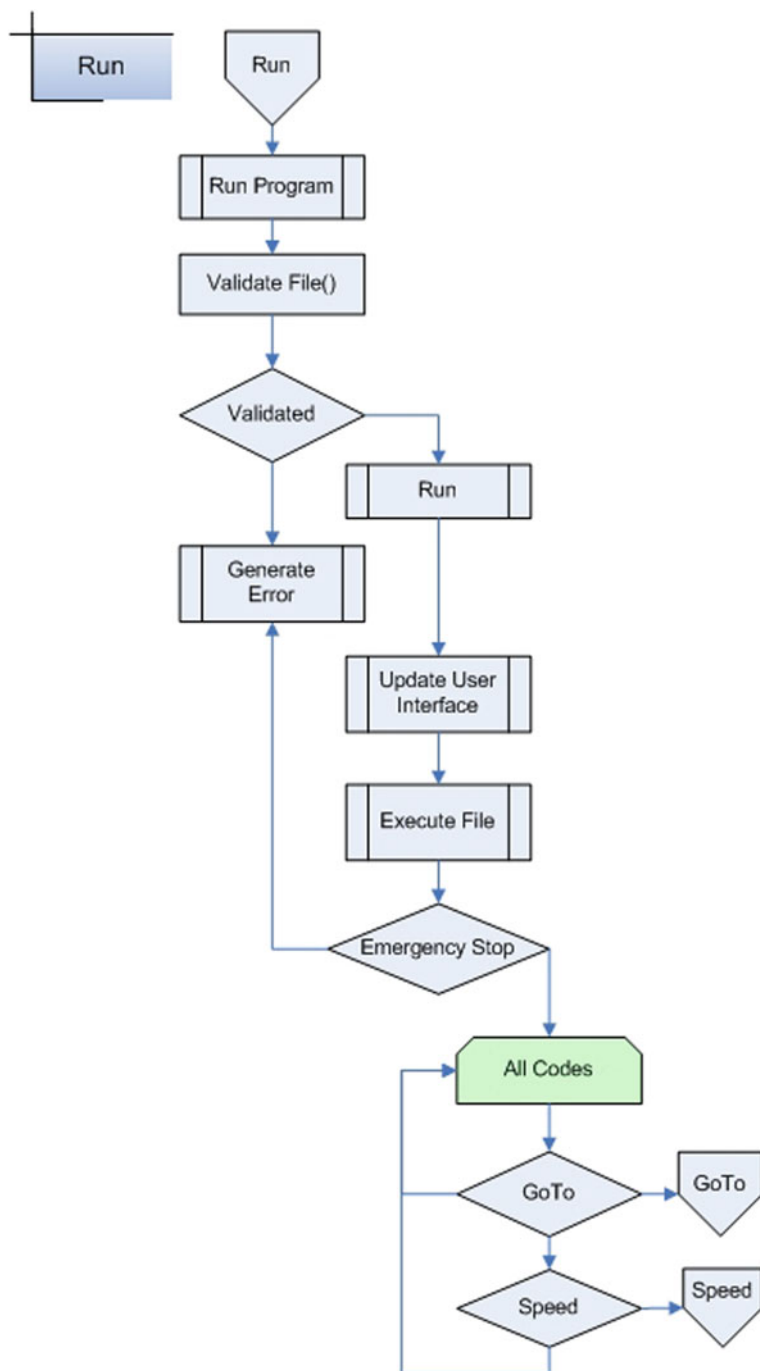 Run
Run
Run Program
Validate File()
Validated
Run
Generate
Error
Update User
Interface
Execute File
Emergency Stop
All Codes
GoTo
GoTo
Speed
Speed